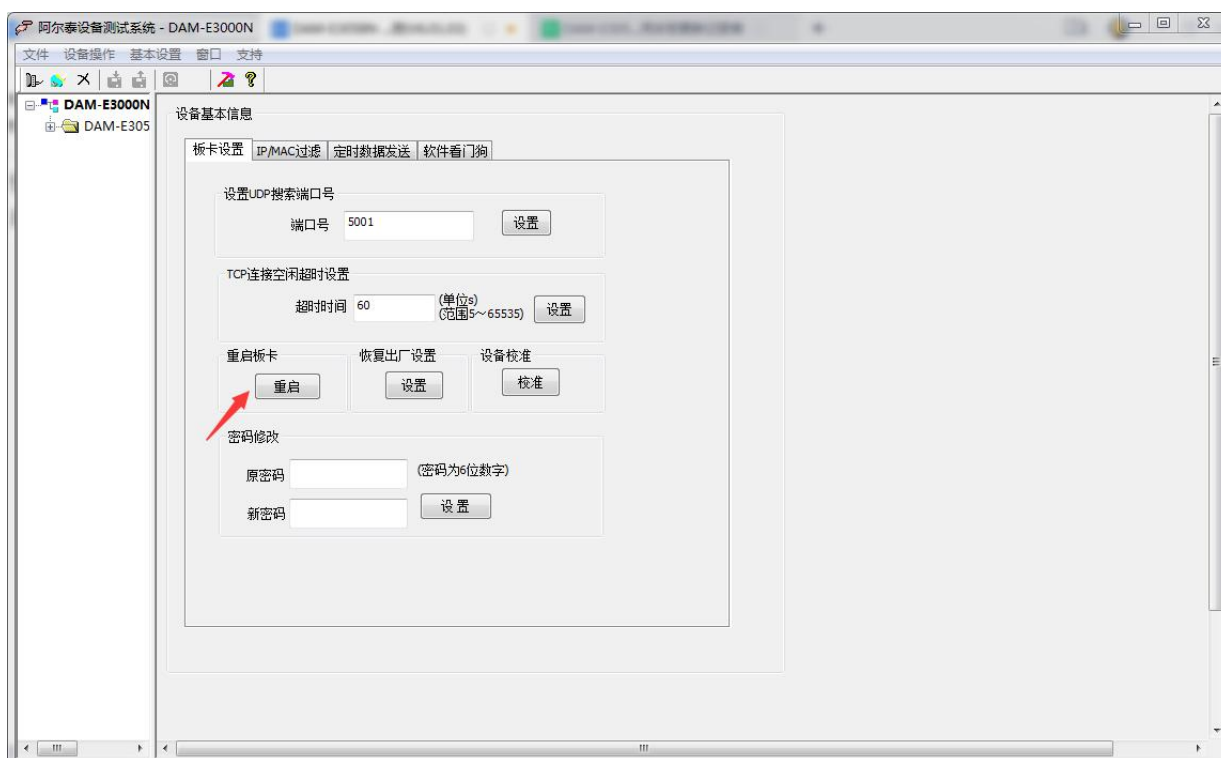 阿尔泰设备测试系统 - DAM-E3000N
文件 设备操作 基本设置 窗口 支持
DAM-E3000N
DAM-E305
设备基本信息
板卡设置 IP/MAC过滤 定时数据发送 软件看门狗
设置UDP搜索端口号
端口号 5001 设置
TCP连接空闲超时设置
超时时间 60 (单位s)
(范围5~65535) 设置
重启板卡 恢复出厂设置 设备校准
重启 设置 校准
密码修改
原密码 (密码为6位数字)
新密码 设置